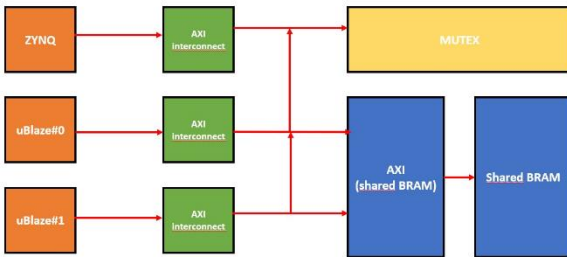 ZYNQ
AXI
Interconnect
MUTEX
uBlaze#0
AXI
Interconnect
AXI
(shared BRAM)
Shared BRAM
uBlaze#1
AXI
Interconnect